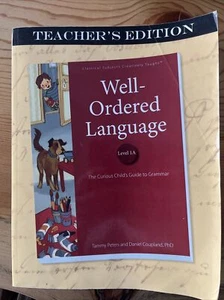 TEACHER'S EDITION
Well-
Ordered
Language
Level 1A
The Curious Child's Guide to Grammar
Tammy Peters and Daniel Coupland, PhD